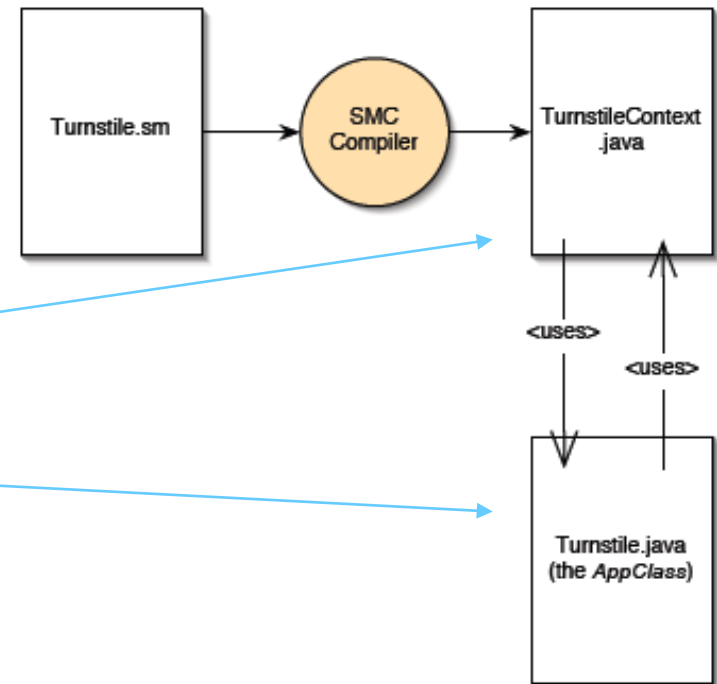 Turnstile.sm
SMC
Compiler
TurnstileContext
.java
<uses>
<uses>
Turnstile.java
(the AppClass)